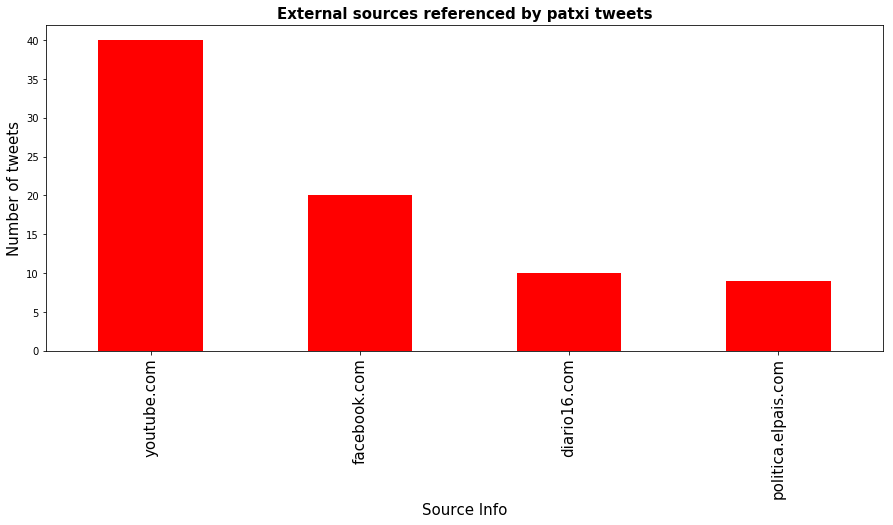 External sources referenced by patxi tweets
Number of tweets
40
35
30
25
20
15
10
5
0
youtube.com
facebook.com
diario16.com
politica.elpais.com
Source Info